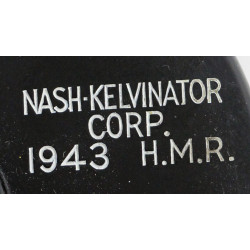 NASH-KELVINATOR
CORP.
1943 H.M.R.